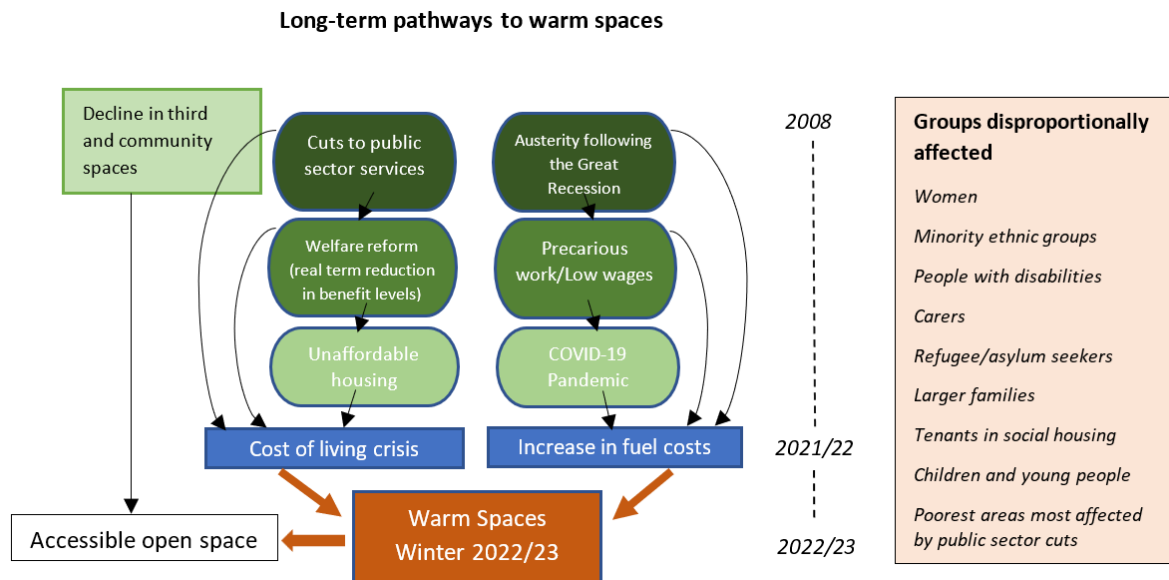 Long-term pathways to warm spaces
Decline in third
and community
spaces
Cuts to public
sector services
Welfare reform
(real term reduction
in benefit levels)
Unaffordable
housing
Cost of living crisis
Austerity following
the Great
Recession
Precarious
work/Low wages
COVID-19
Pandemic
Increase in fuel costs
Warm Spaces
Winter 2022/23
Accessible open space
2008
2021/22
2022/23
Groups disproportionally
affected
Women
Minority ethnic groups
People with disabilities
Carers
Refugee/asylum seekers
Larger families
Tenants in social housing
Children and young people
Poorest areas most affected
by public sector cuts